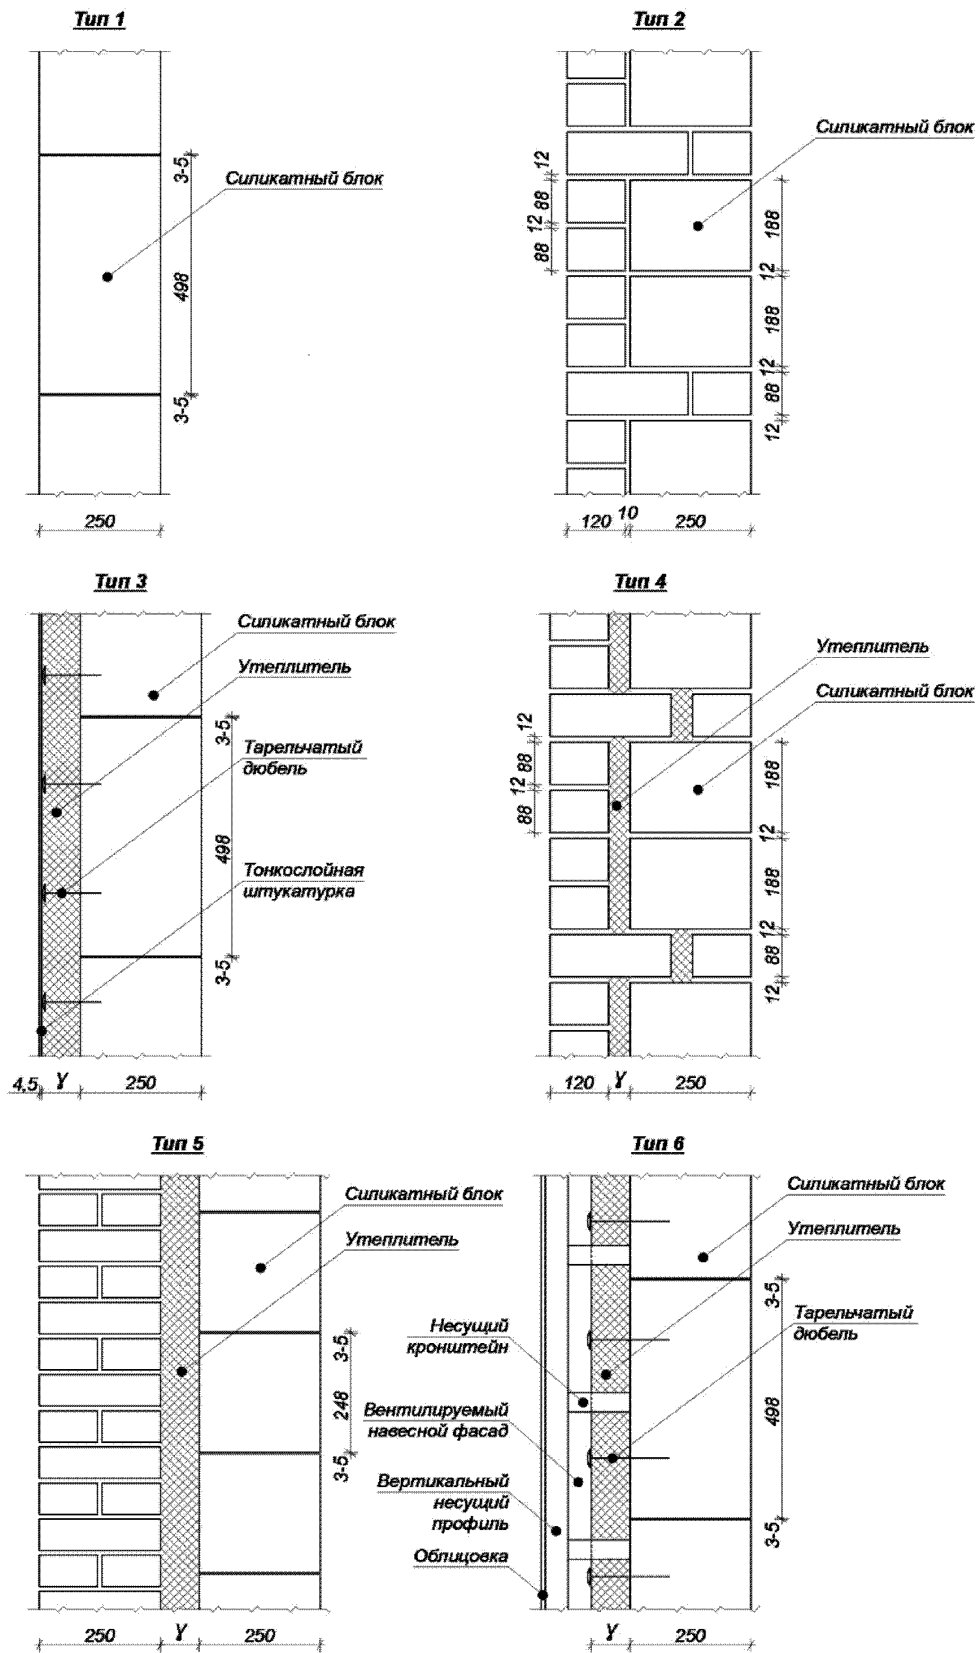 Тип 1
3-5
Силикатный блок
498
3-5
250
Тип 2
Силикатный блок
12
88
12
88
188
12
188
12
88
12
120
10
250
Тип 3
Силикатный блок
Утеплитель
3-5
Тарельчатый
дюбель
498
Тонкослойная
штукатурка
3-5
4,5
γ
250
Тип 4
Утеплитель
Силикатный блок
12
88
12
88
188
12
188
12
88
12
120
γ
250
Тип 5
Силикатный блок
Утеплитель
3-5
248
3-5
250
γ
250
Тип 6
Силикатный блок
Утеплитель
3-5
Тарельчатый
дюбель
Несущий
кронштейн
498
Вентилируемый
навесной фасад
Вертикальный
несущий
профиль
3-5
Облицовка
γ
250